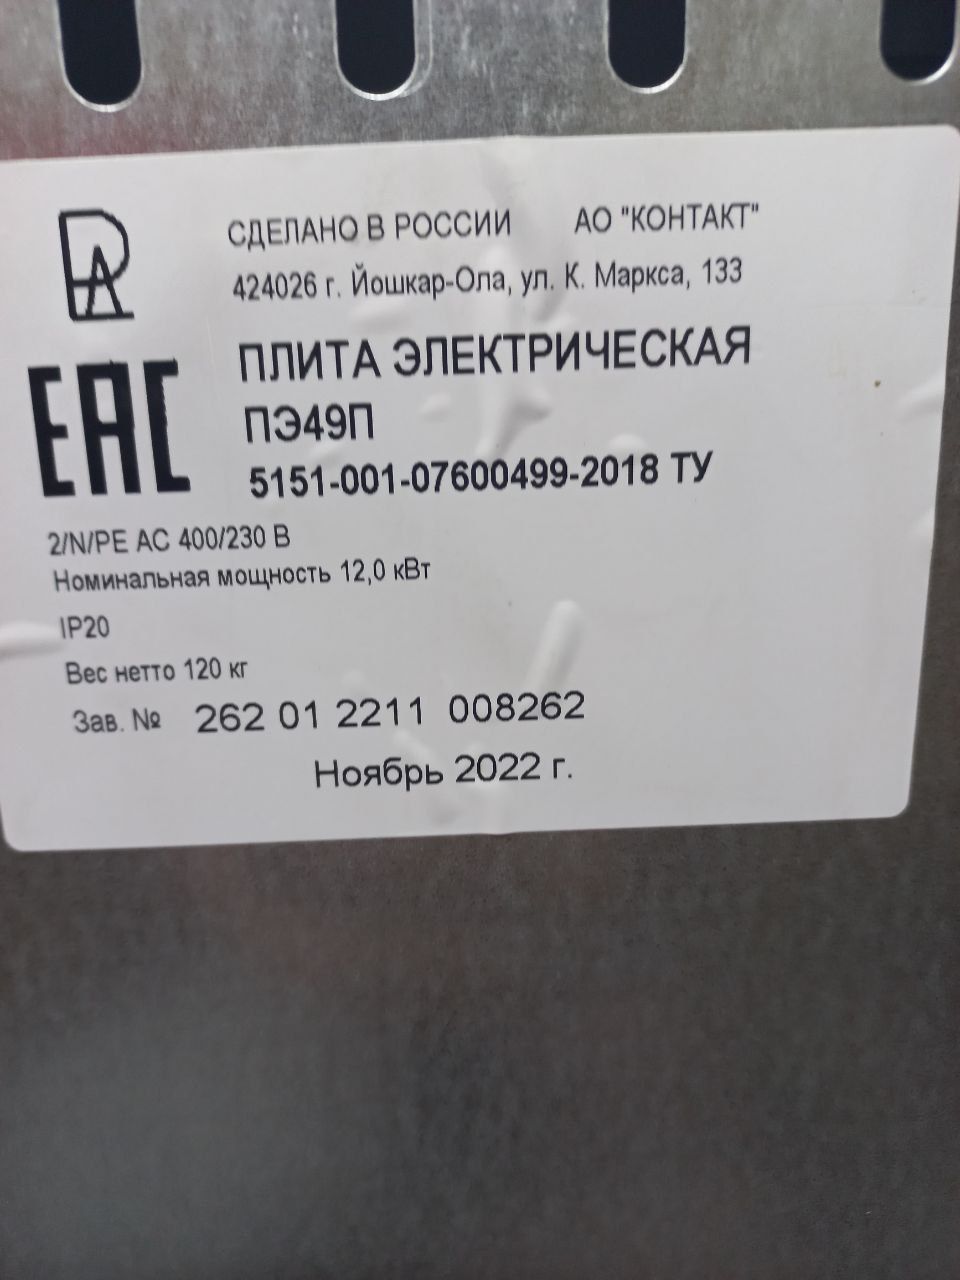 СДЕЛАНО В РОССИИ АО "КОНТАКТ"
424026 г. Йошкар-Ола, ул. К. Маркса, 133
ПЛИТА ЭЛЕКТРИЧЕСКАЯ
ПЭ49П
5151-001-07600499-2018 ТУ
EAC
2/N/PE AC 400/230 В
Номинальная мощность 12,0 кВт
IP20
Вес нетто 120 кг
Зав. № 262 01 2211 008262
Ноябрь 2022 г.